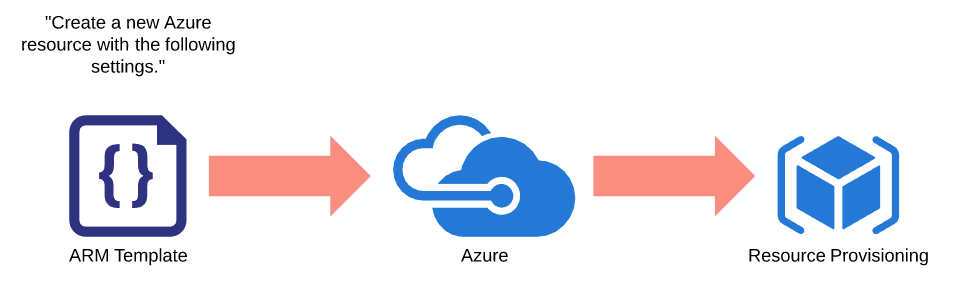 "Create a new Azure
resource with the following
settings."
{}
ARM Template
Azure
Resource Provisioning